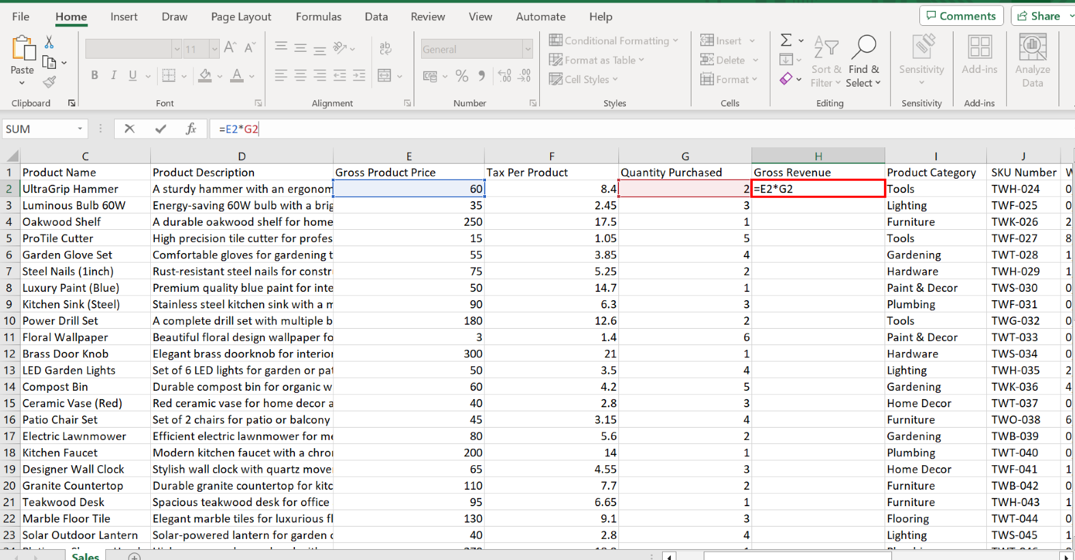 File Home Insert Draw Page Layout Formulas Data Review View Automate Help Comments Share
Paste
Clipboard
11 A A
B I U A
Font
ab
Alignment
General
% 9 .00
Number
Conditional Formatting
Format as Table
Cell Styles
Styles
Insert
Delete
Format
Cells
Sort & Filter
Find & Select
Editing
Sensitivity
Sensitivity
Add-ins
Add-ins
Analyze Data
SUM fx =E2*G2
C D E F G H I J
1 Product Name Product Description Gross Product Price Tax Per Product Quantity Purchased Gross Revenue Product Category SKU Number W
2 UltraGrip Hammer A sturdy hammer with an ergonom 60 8.4 2 =E2*G2 Tools TWH-024 0
3 Luminous Bulb 60W Energy-saving 60W bulb with a brig 35 2.45 3 Lighting TWF-025 0
4 Oakwood Shelf A durable oakwood shelf for home 250 17.5 1 Furniture TWK-026 2
5 ProTile Cutter High precision tile cutter for profes 15 1.05 5 Tools TWF-027 8
6 Garden Glove Set Comfortable gloves for gardening t 55 3.85 4 Gardening TWT-028 1
7 Steel Nails (1inch) Rust-resistant steel nails for constr 75 5.25 2 Hardware TWH-029 1
8 Luxury Paint (Blue) Premium quality blue paint for inte 50 14.7 1 Paint & Decor TWS-030 0
9 Kitchen Sink (Steel) Stainless steel kitchen sink with a m 90 6.3 3 Plumbing TWF-031 0
10 Power Drill Set A complete drill set with multiple b 180 12.6 2 Tools TWG-032 0
11 Floral Wallpaper Beautiful floral design wallpaper fo 3 1.4 6 Paint & Decor TWT-033 0
12 Brass Door Knob Elegant brass doorknob for interior 300 21 1 Hardware TWS-034 0
13 LED Garden Lights Set of 6 LED lights for garden or pat 50 3.5 4 Lighting TWH-035 2
14 Compost Bin Durable compost bin for organic w 60 4.2 5 Gardening TWK-036 4
15 Ceramic Vase (Red) Red ceramic vase for home decor a 40 2.8 3 Home Decor TWT-037 0
16 Patio Chair Set Set of 2 chairs for patio or balcony 45 3.15 4 Furniture TWO-038 6
17 Electric Lawnmower Efficient electric lawnmower for me 80 5.6 2 Gardening TWB-039 0
18 Kitchen Faucet Modern kitchen faucet with a chro 200 14 1 Plumbing TWT-040 0
19 Designer Wall Clock Stylish wall clock with quartz move 65 4.55 3 Home Decor TWF-041 1
20 Granite Countertop Durable granite countertop for kitc 110 7.7 2 Furniture TWB-042 0
21 Teakwood Desk Spacious teakwood desk for office 95 6.65 1 Furniture TWH-043 1
22 Marble Floor Tile Elegant marble tiles for luxurious fl 130 9.1 3 Flooring TWT-044 0
23 Solar Outdoor Lantern Solar-powered lantern for garden 40 2.8 4 Lighting TWS-045 1
Sales